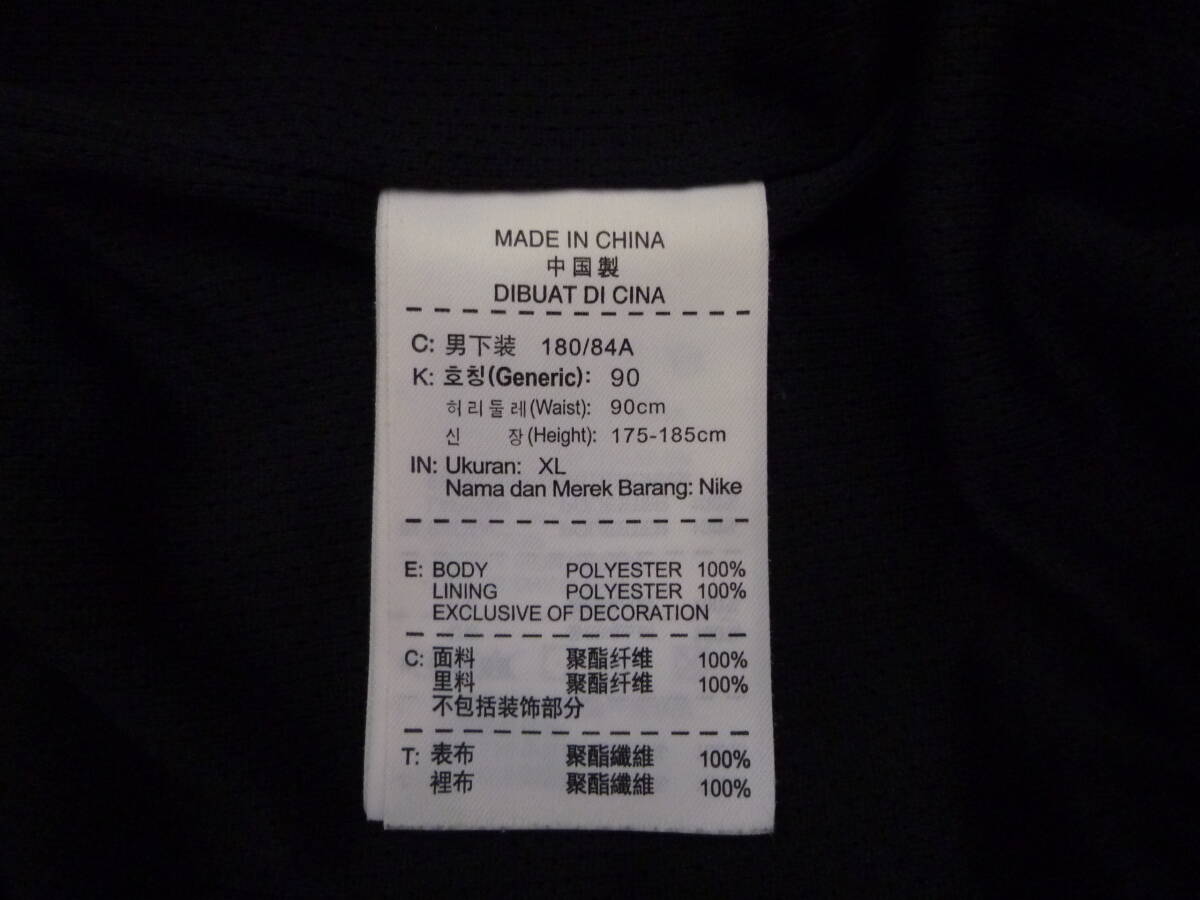 MADE IN CHINA
中国製
DIBUAT DI CINA
C: 男下装 180/84A
K: 호칭(Generic): 90
허리둘레(Waist): 90cm
신 장(Height): 175-185cm
IN: Ukuran: XL
Nama dan Merek Barang: Nike
E: BODY POLYESTER 100%
LINING POLYESTER 100%
EXCLUSIVE OF DECORATION
C: 面料 聚酯纤维 100%
里料 聚酯纤维 100%
不包括装饰部分
T: 表布 聚酯纖維 100%
裡布 聚酯纖維 100%